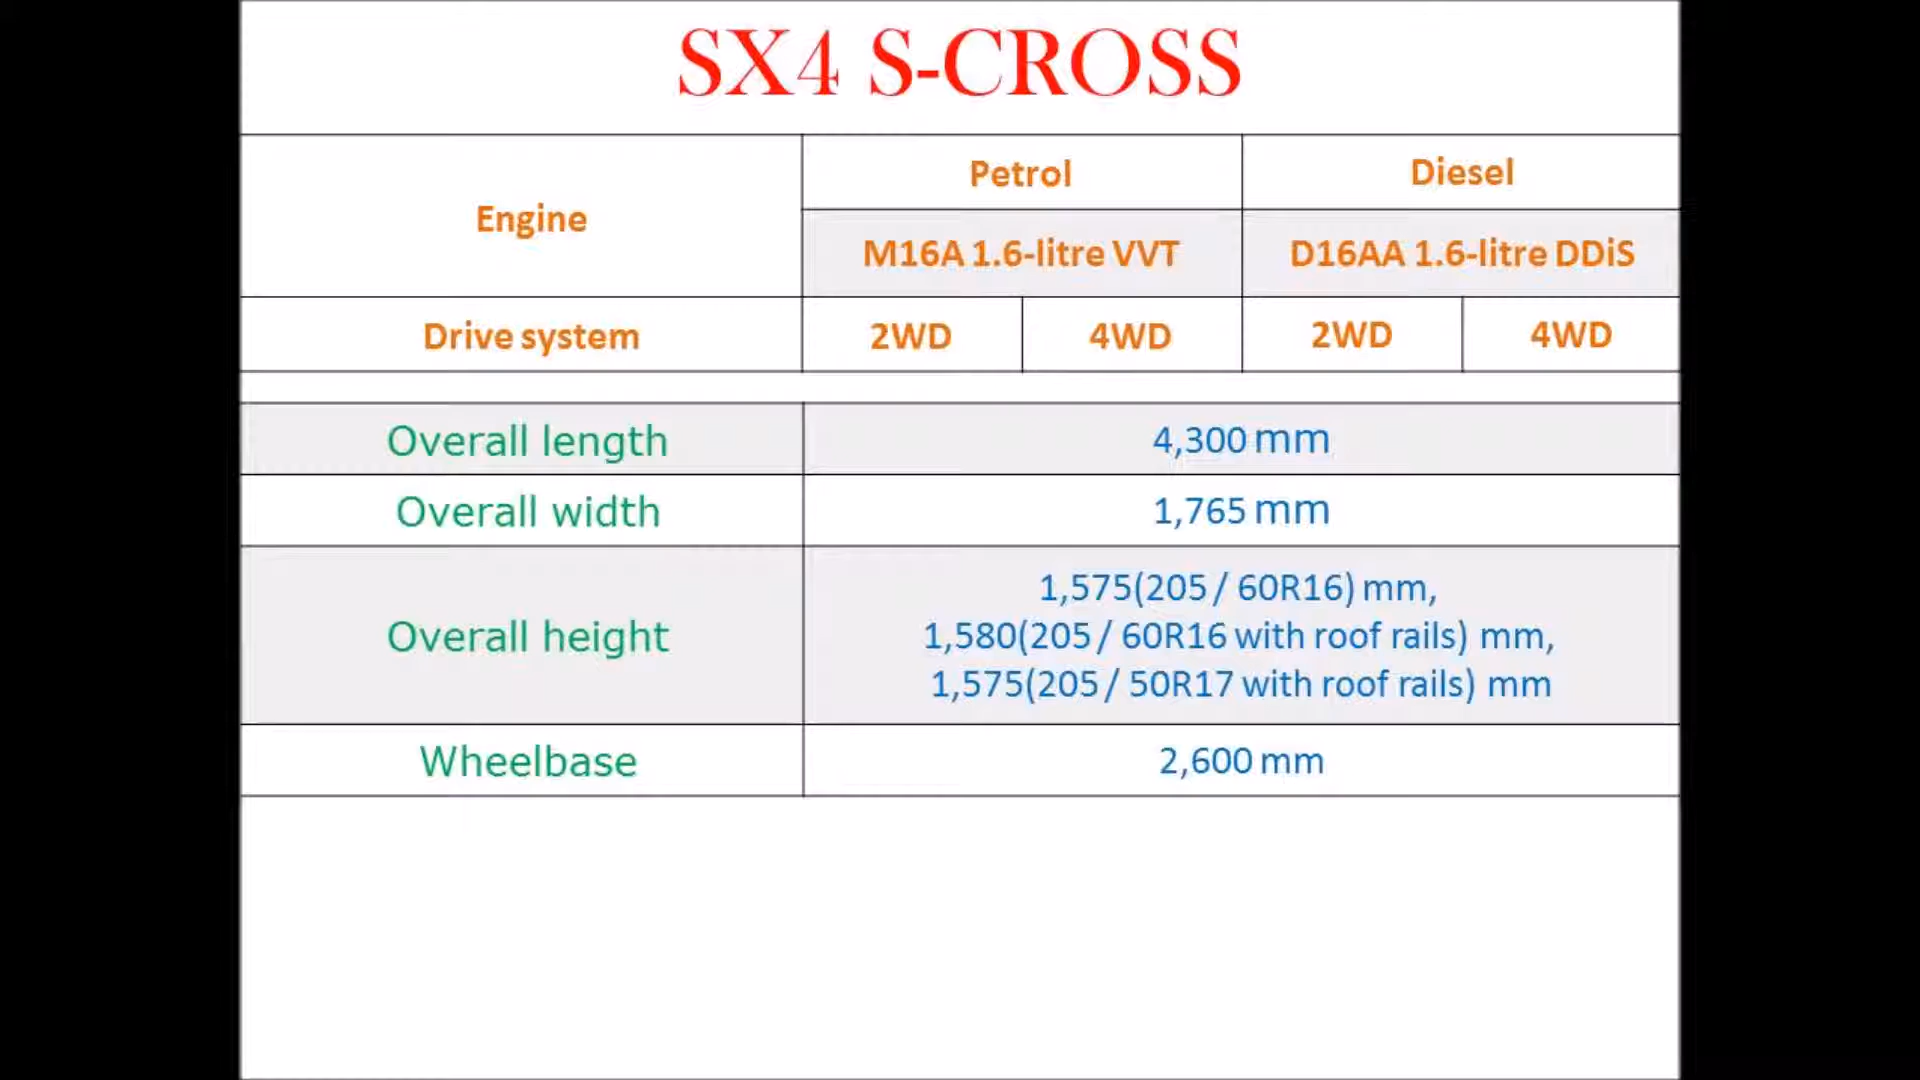 SX4 S-CROSS
Engine
Petrol
Diesel
M16A 1.6-litre VVT
D16AA 1.6-litre DDiS
Drive system
2WD
4WD
2WD
4WD
Overall length
4,300 mm
Overall width
1,765 mm
Overall height
1,575(205 / 60R16) mm,
1,580(205 / 60R16 with roof rails) mm,
1,575(205 / 50R17 with roof rails) mm
Wheelbase
2,600 mm